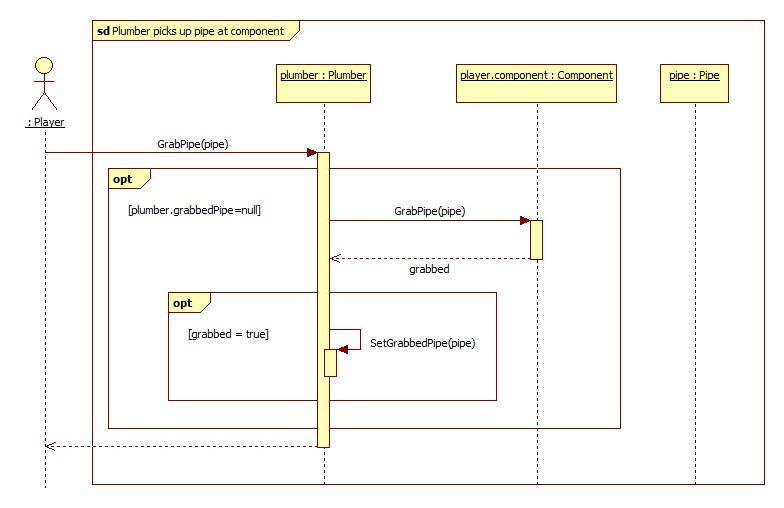 sd Plumber picks up pipe at component
plumber : Plumber
player.component : Component
pipe : Pipe
: Player
GrabPipe(pipe)
opt
[plumber.grabbedPipe=null]
GrabPipe(pipe)
grabbed
opt
[grabbed = true]
SetGrabbedPipe(pipe)